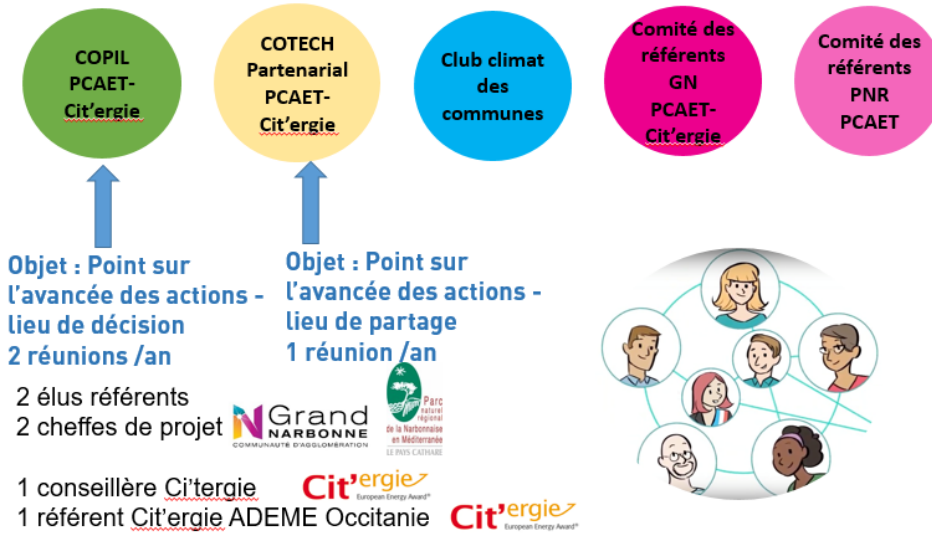 COPIL
PCAET-
Cit'ergie
COTECH
Partenarial
PCAET-
Cit'ergie
Club climat
des
communes
Comité des
référents
GN
PCAET-
Cit'ergie
Comité des
référents
PNR
PCAET
Objet : Point sur
l'avancée des actions -
lieu de décision
2 réunions /an
Objet : Point sur
l'avancée des actions -
lieu de partage
1 réunion /an
2 élus référents
2 cheffes de projet
Grand
NARBONNE
COMMUNAUTÉ D'AGGLOMÉRATION
Parc
naturel
régional
de la Narbonnaise
en Méditerranée
LE PAYS CATHARE
1 conseillère Ci'tergie
Cit'ergie
European Energy Award®
1 référent Cit'ergie ADEME Occitanie
Cit'ergie
European Energy Award®